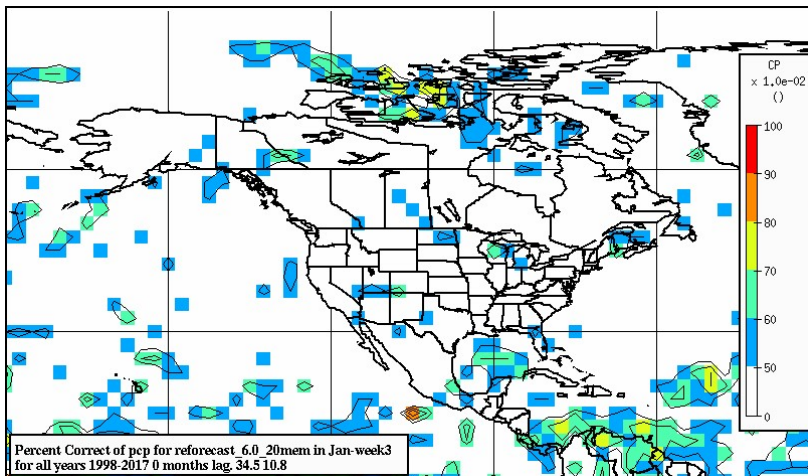 CP
x 1.0e-02
()
100
90
80
70
60
50
0
Percent Correct of pcp for reforecast_6.0_20mem in Jan-week3
for all years 1998-2017 0 months lag. 34.5 10.8